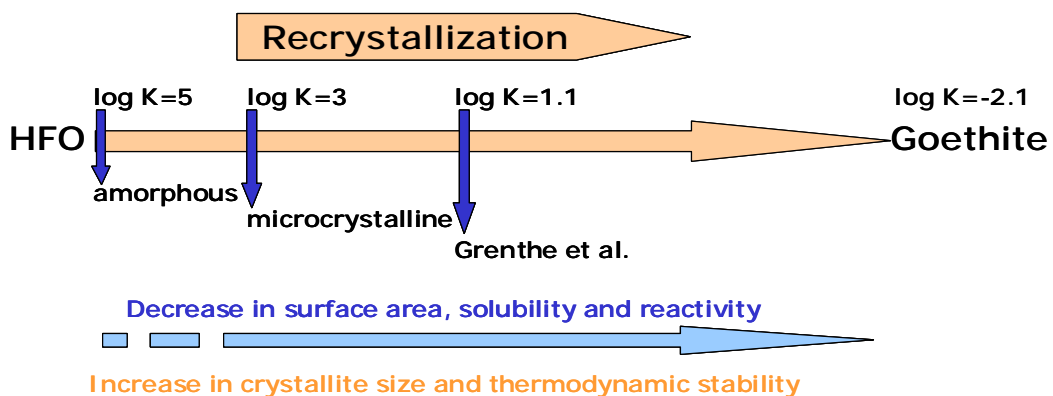 Recrystallization
log K=5 log K=3 log K=1.1 log K=-2.1
HFO Goethite
amorphous
microcrystalline
Grenthe et al.
Decrease in surface area, solubility and reactivity
Increase in crystallite size and thermodynamic stability